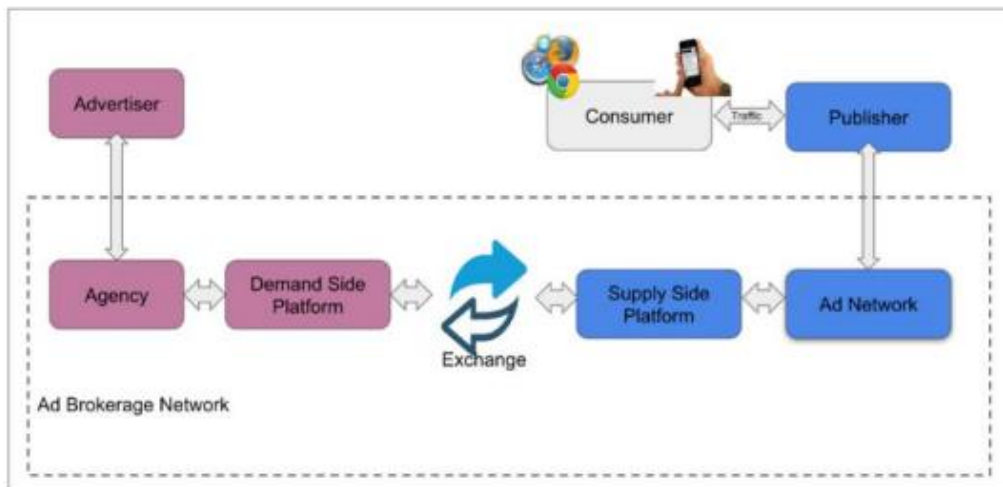 Advertiser
Consumer
Traffic
Publisher
Agency
Demand Side
Platform
Exchange
Supply Side
Platform
Ad Network
Ad Brokerage Network